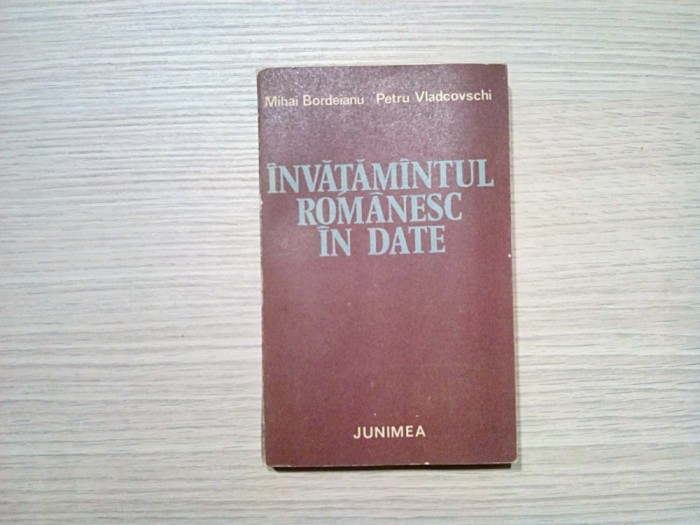 Mihai Bordeianu Petru Vladcovschi
ÎNVĂȚĂMÎNTUL
ROMÂNESC
ÎN DATE
JUNIMEA